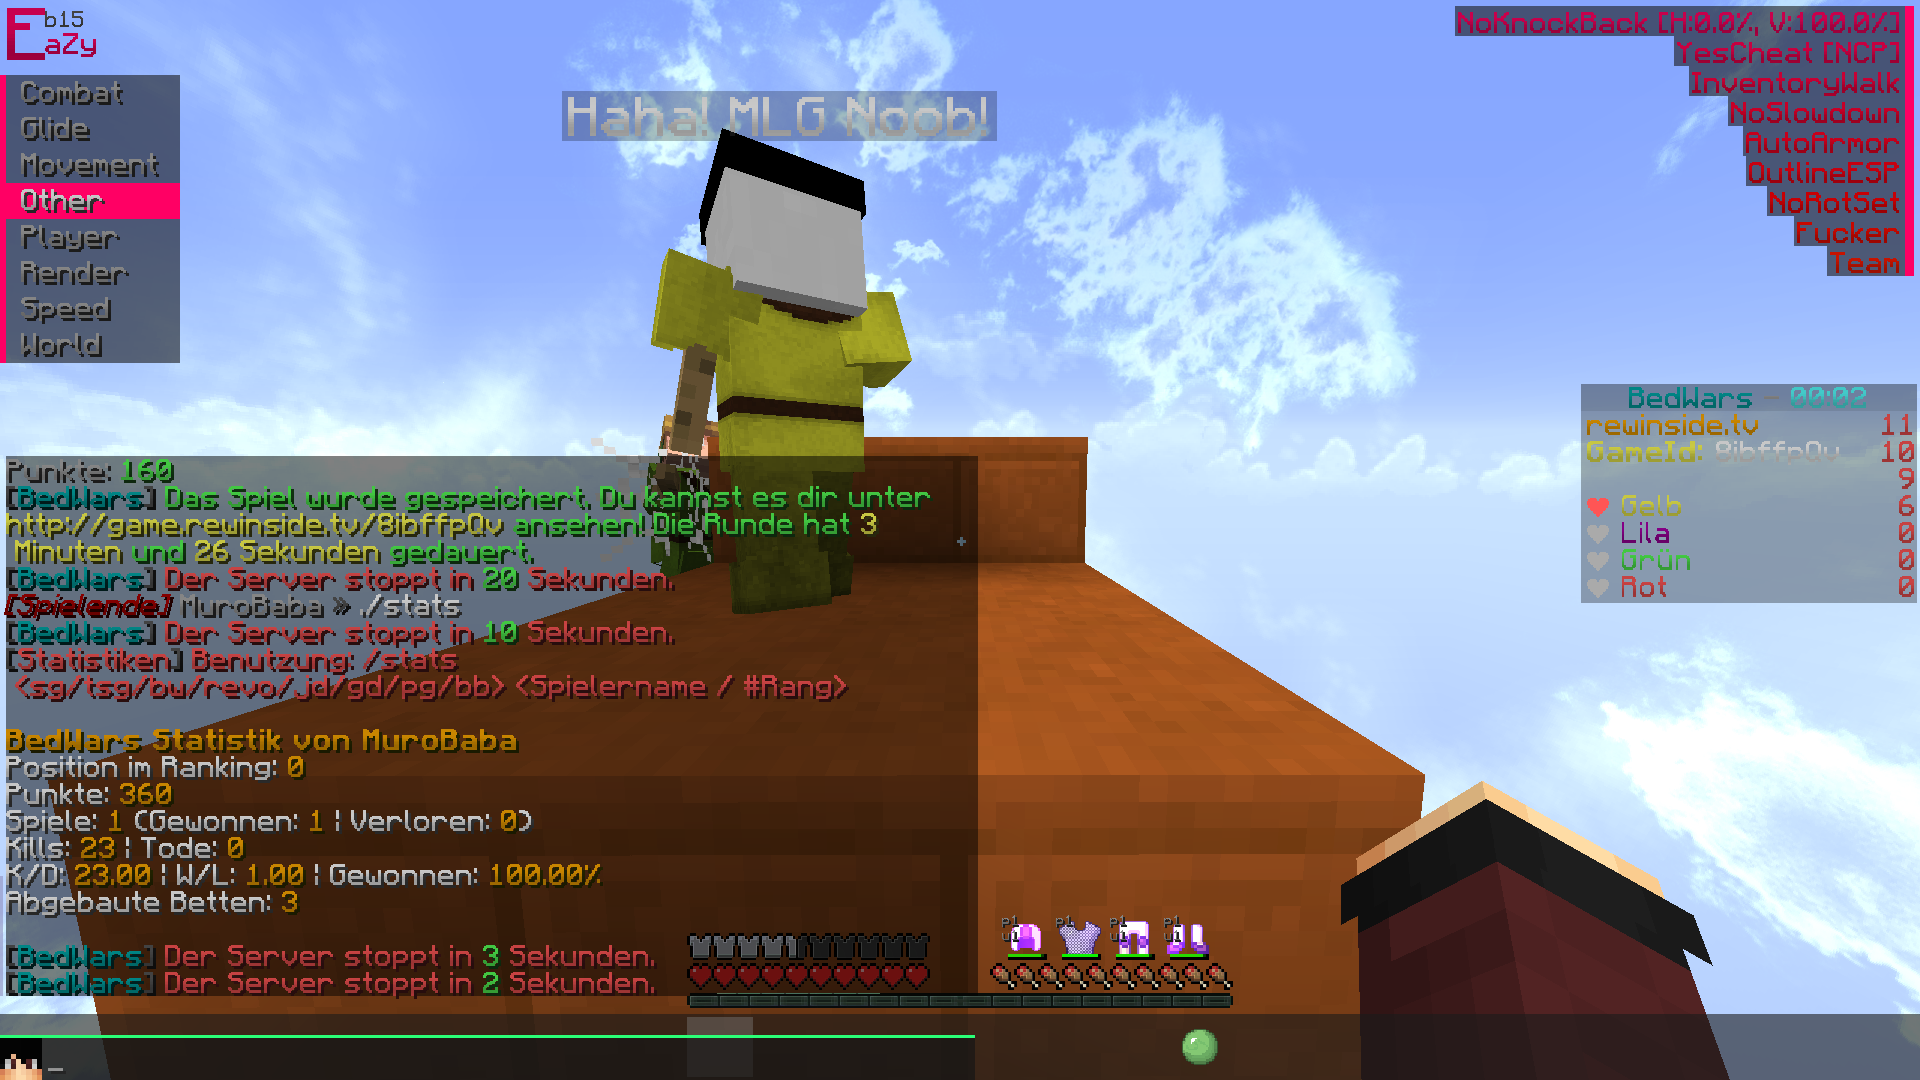 EaZy b15
Combat
Glide
Movement
Other
Player
Render
Speed
World
Haha! MLG Noob!
NoKnockBack [H:0.0%, V:100.0%]
YesCheat [NCP]
InventoryWalk
NoSlowdown
AutoArmor
OutlineESP
NoRotSet
Fucker
Team
BedWars - 00:02
rewinside.tv 11
GameId: 8ibffpQv 10
9
Gelb 6
Lila 0
Grün 0
Rot 0
Punkte: 160
[BedWars] Das Spiel wurde gespeichert. Du kannst es dir unter
http://game.rewinside.tv/8ibffpQv ansehen! Die Runde hat 3
Minuten und 26 Sekunden gedauert.
[BedWars] Der Server stoppt in 20 Sekunden.
[Spielende] MuroBaba » ./stats
[BedWars] Der Server stoppt in 10 Sekunden.
[Statistiken] Benutzung: /stats
<sg/tsg/bw/revo/jd/gd/pg/bb> <Spielername / #Rang>
BedWars Statistik von MuroBaba
Position im Ranking: 0
Punkte: 360
Spiele: 1 (Gewonnen: 1 | Verloren: 0)
Kills: 23 | Tode: 0
K/D: 23.00 | W/L: 1.00 | Gewonnen: 100.00%
Abgebaute Betten: 3
[BedWars] Der Server stoppt in 3 Sekunden.
[BedWars] Der Server stoppt in 2 Sekunden.
p1 p1 p1 p1
_